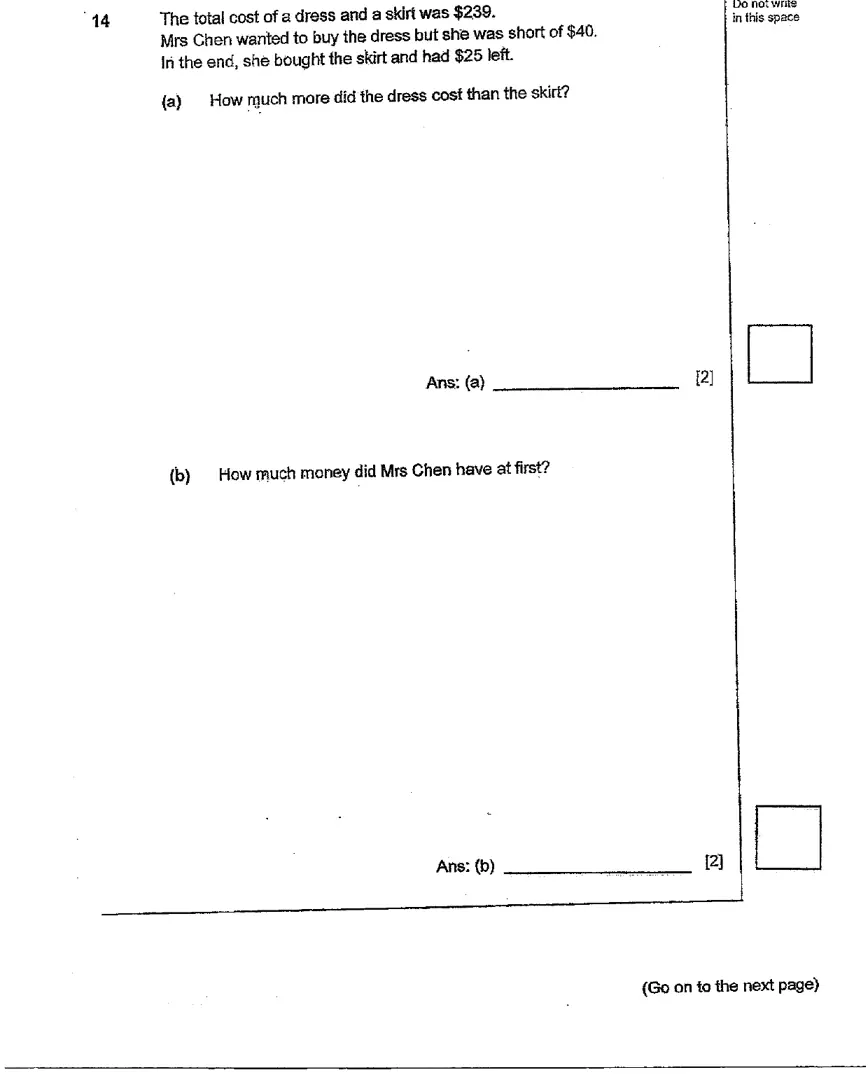 Do not write
in this space
14 The total cost of a dress and a skirt was $239.
Mrs Chen wanted to buy the dress but she was short of $40.
In the end, she bought the skirt and had $25 left.
(a) How much more did the dress cost than the skirt?
Ans: (a) [2]
(b) How much money did Mrs Chen have at first?
Ans: (b) [2]
(Go on to the next page)